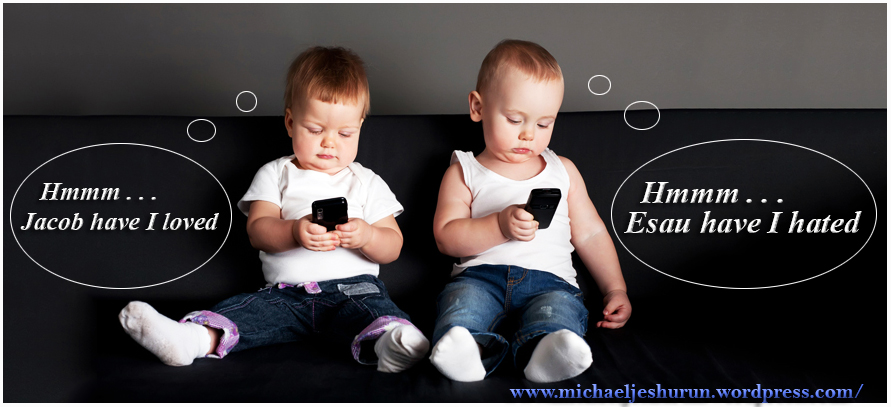 Hmmm . . .
Jacob have I loved
Hmmm . . .
Esau have I hated
www.michaeljeshurun.wordpress.com/